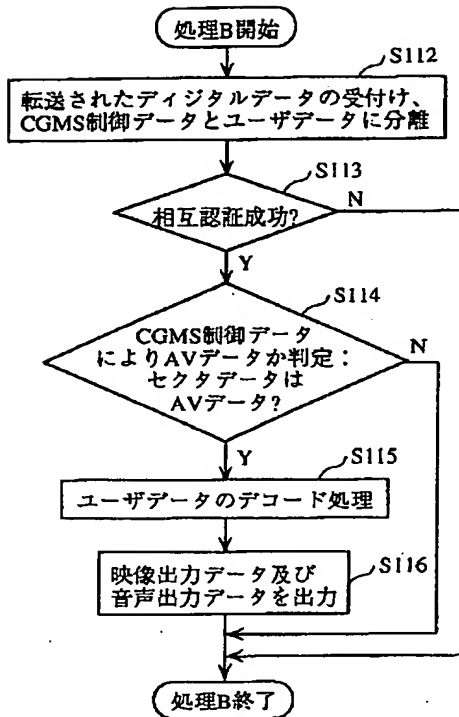 処理B開始
S112
転送されたディジタルデータの受付け、
CGMS制御データとユーザデータに分離
S113
相互認証成功?
N
Y
S114
CGMS制御データ
によりAVデータか判定:
セクタデータは
AVデータ?
N
Y
S115
ユーザデータのデコード処理
S116
映像出力データ及び
音声出力データを出力
処理B終了